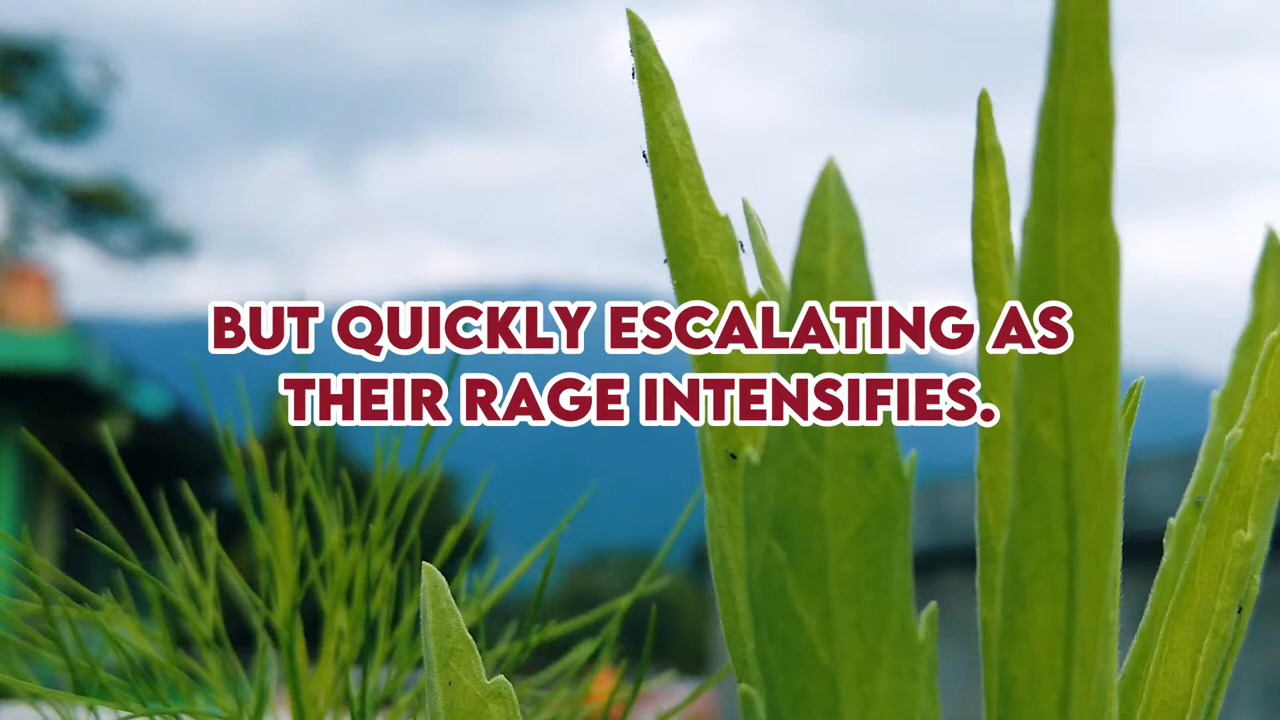 BUT QUICKLY ESCALATING AS
THEIR RAGE INTENSIFIES.